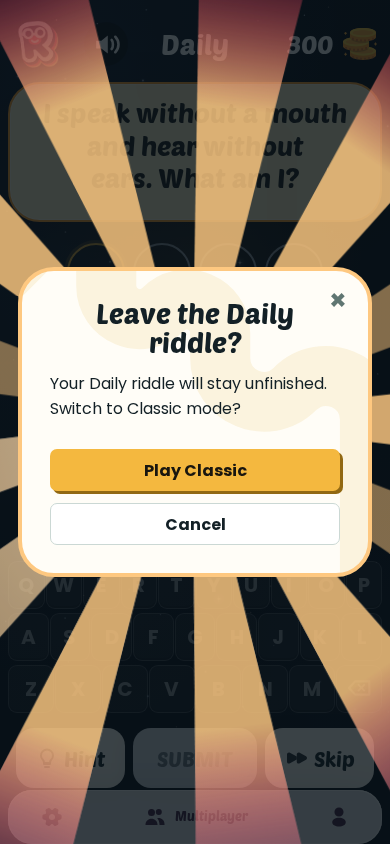 R
Daily
300
I speak without a mouth
and hear without
ears. What am I?
✖
Leave the Daily
riddle?
Your Daily riddle will stay unfinished.
Switch to Classic mode?
Play Classic
Cancel
Q W E R T Y U I O P
A S D F G H J K L
Z X C V B N M
Hint
SUBMIT
Skip
Multiplayer